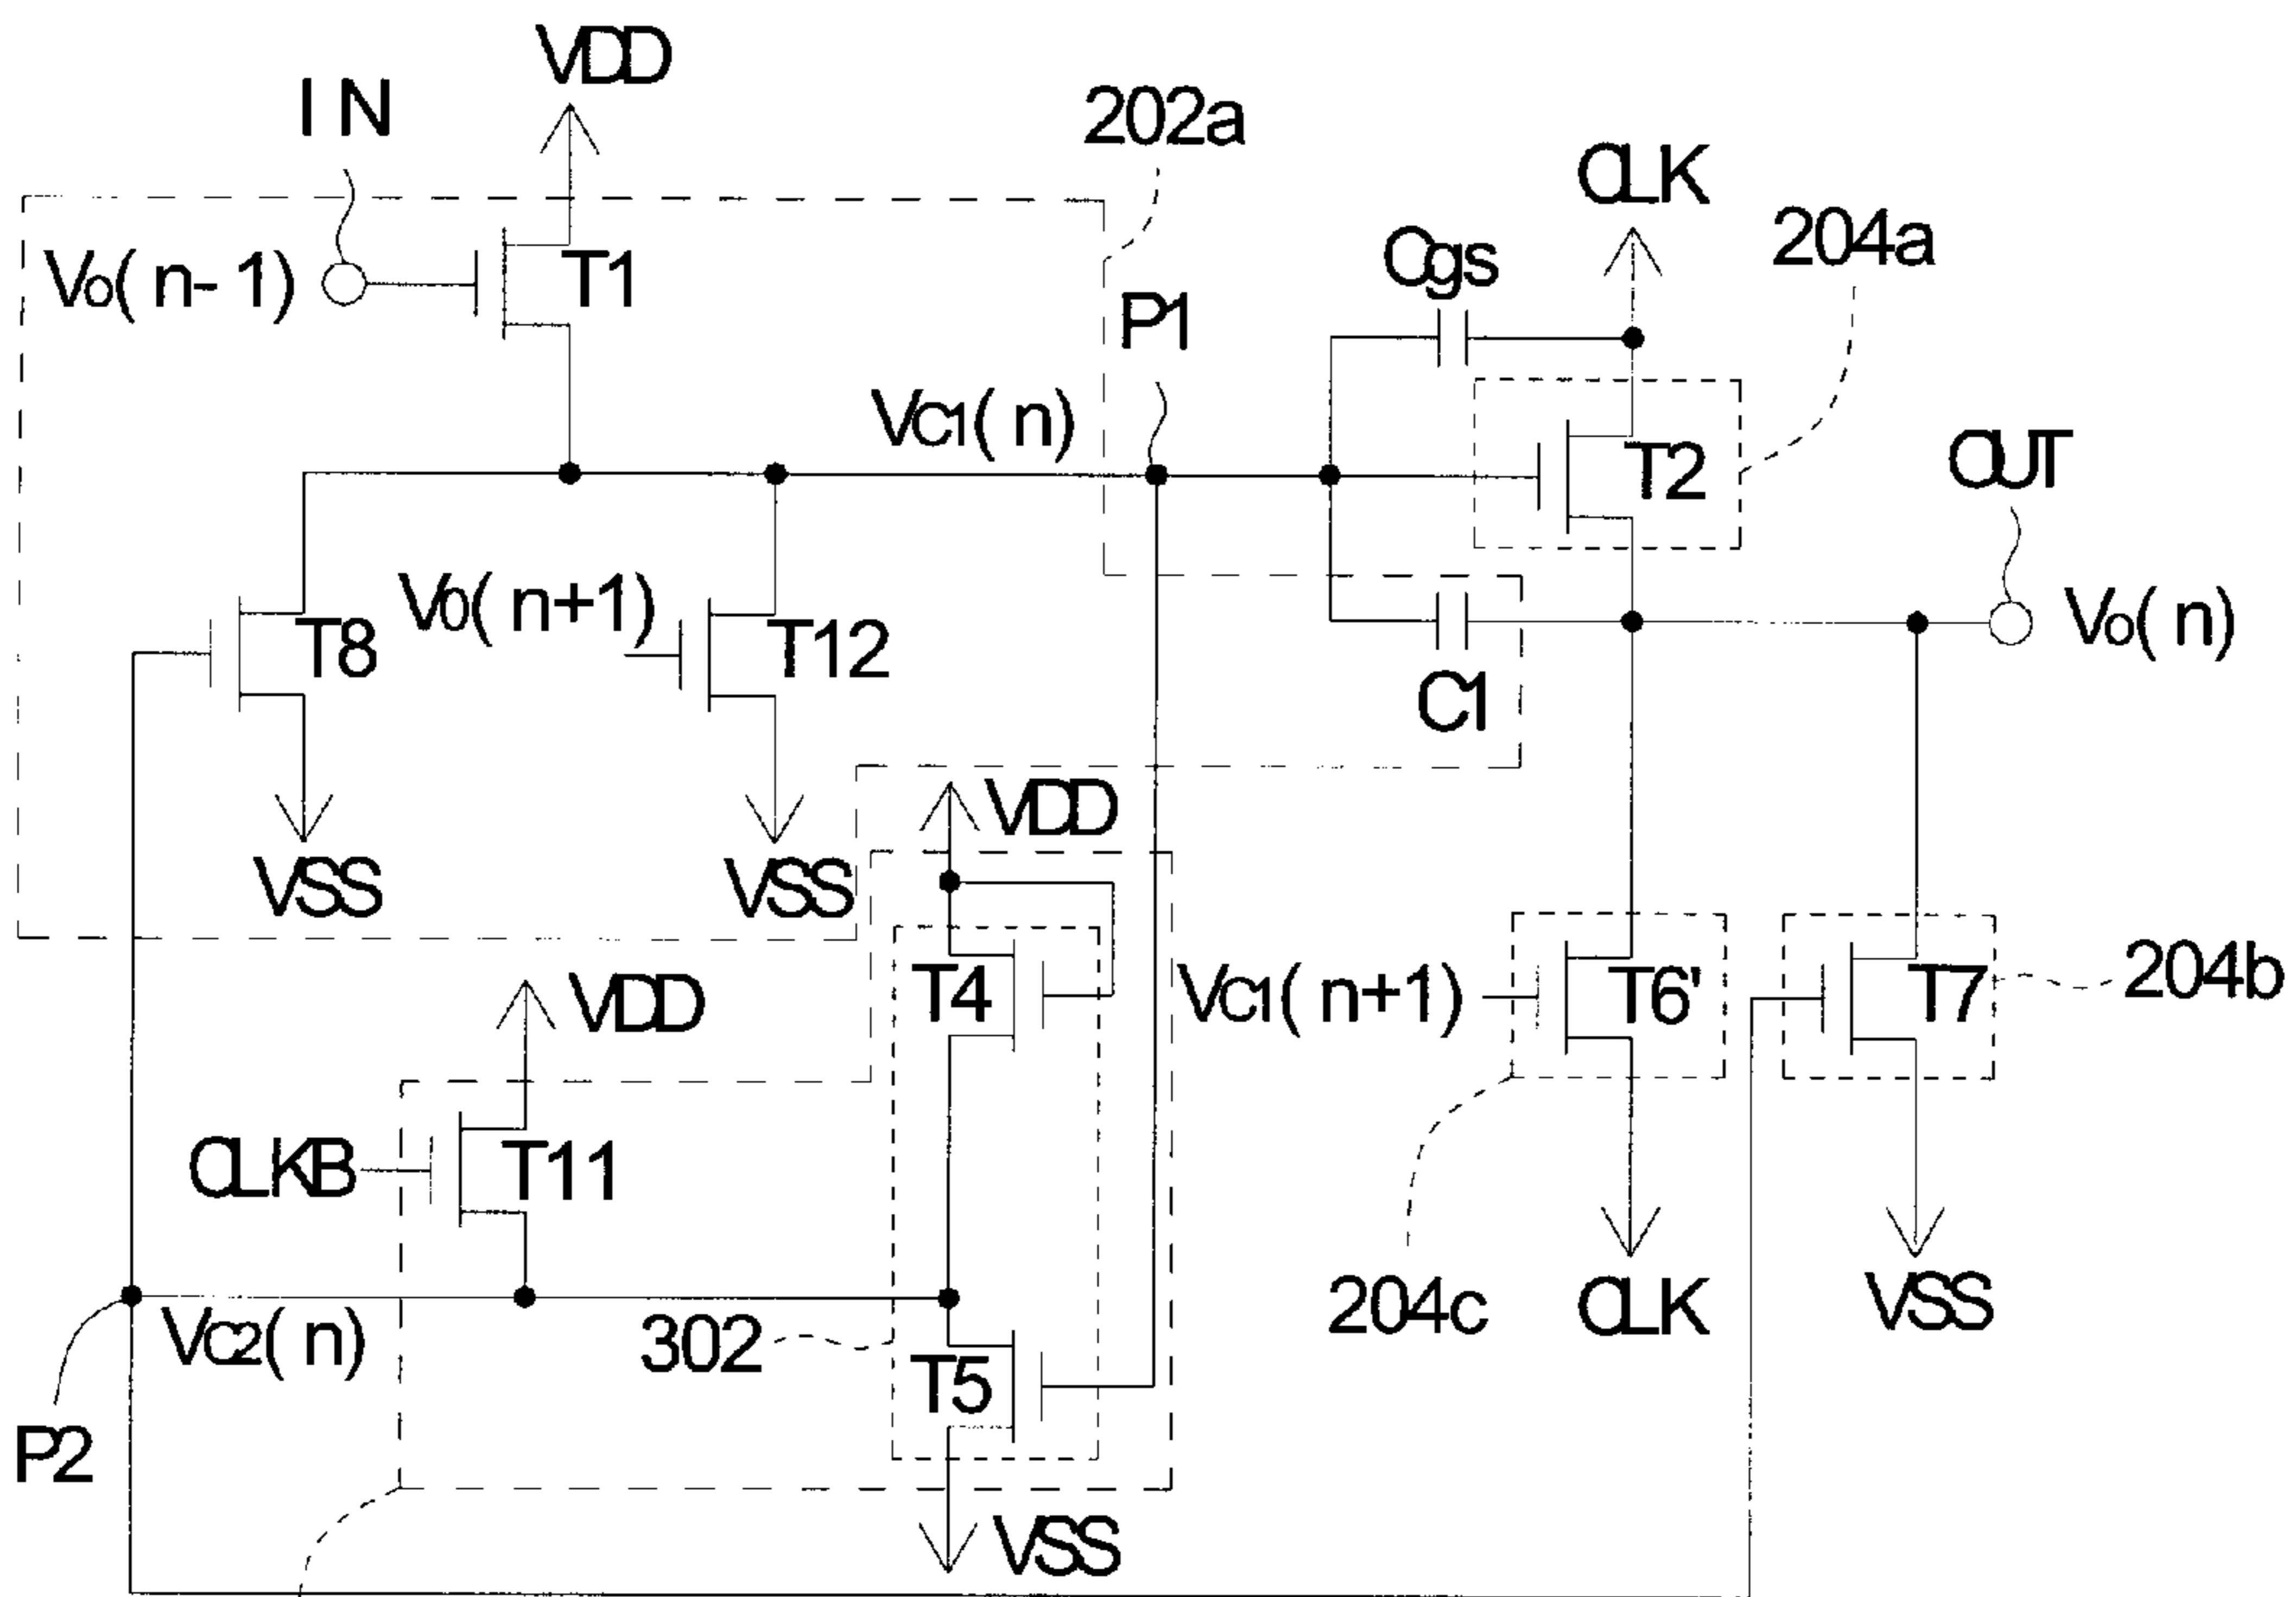 VDD
IN
202a
CLK
204a
Vo(n-1)
T1
Cgs
P1
VC1(n)
T2
OUT
T8
V0(n+1)
T12
Vo(n)
C1
VDD
VSS
VSS
T4
VC1(n+1)
T6'
T7
204b
VDD
CLKB
T11
VC2(n)
302
T5
204c
CLK
VSS
P2
VSS